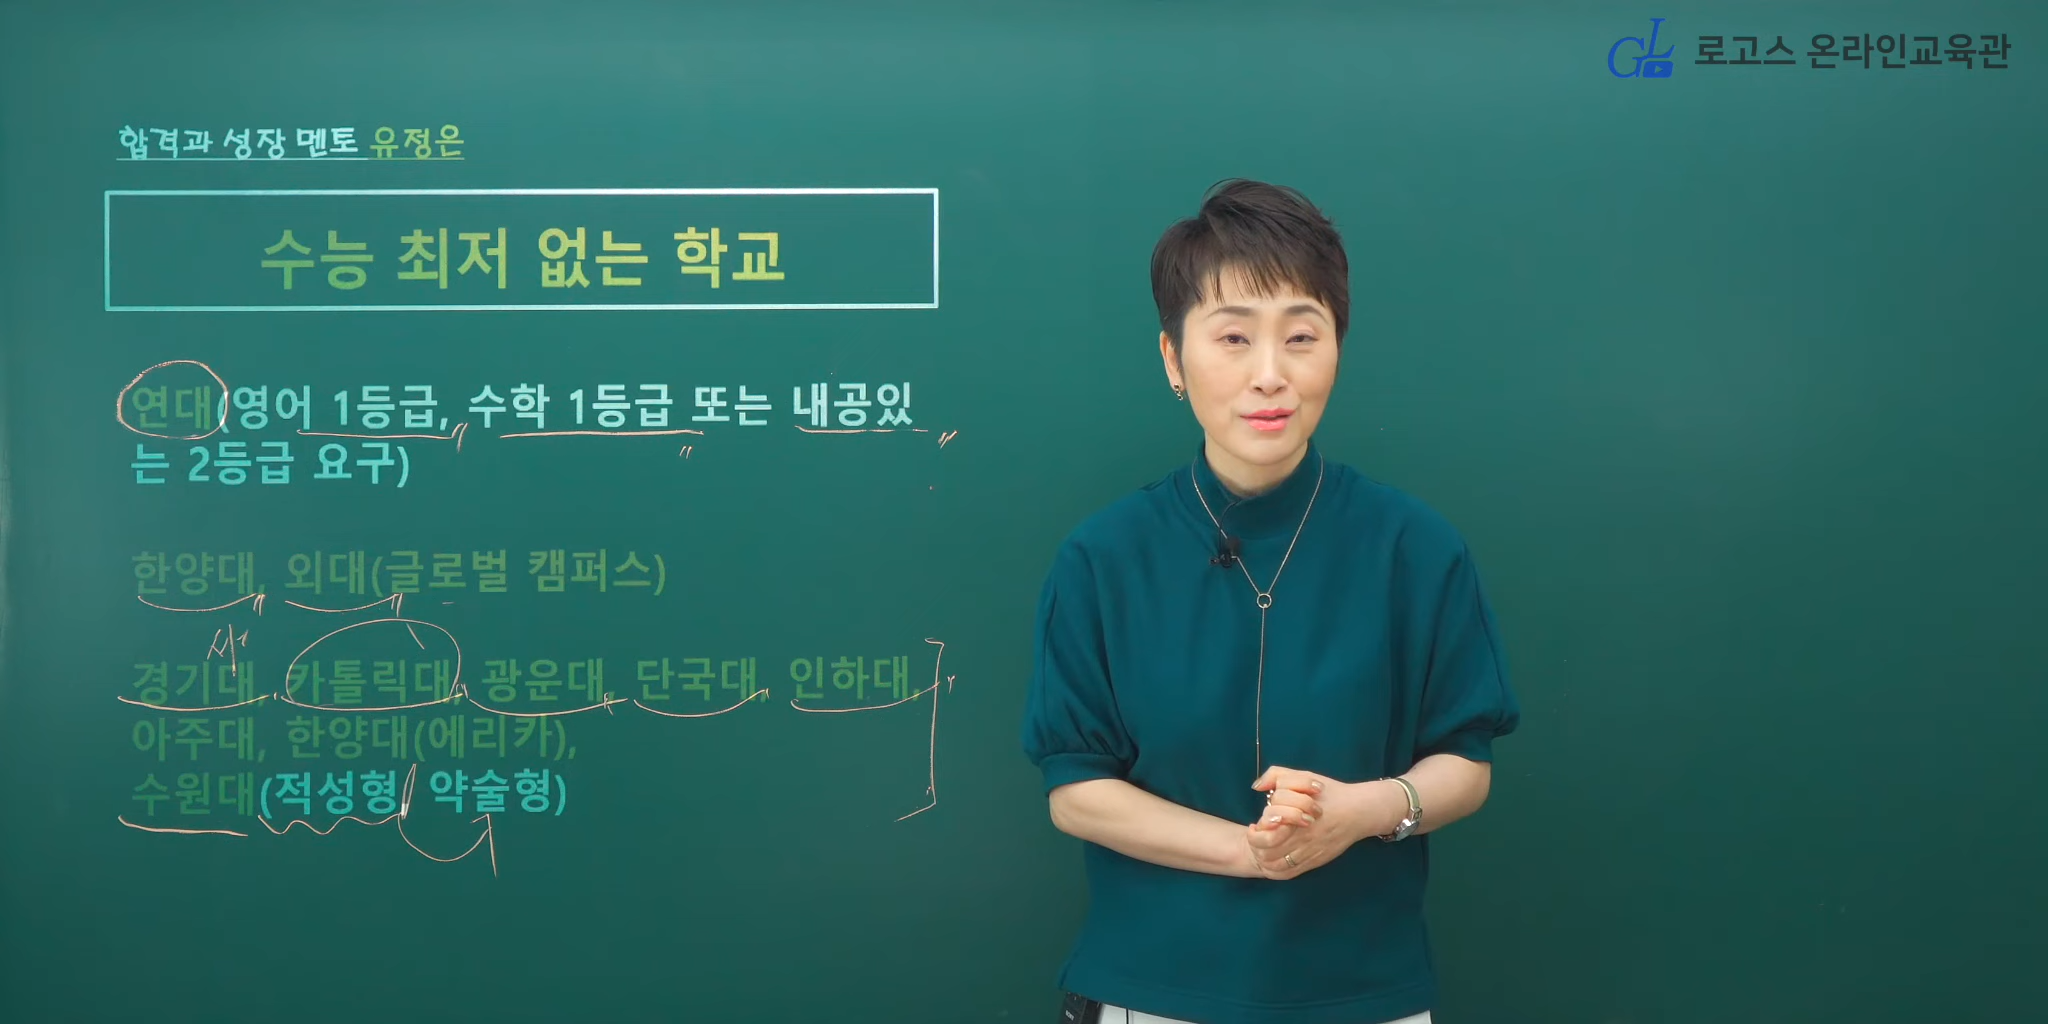 로고스 온라인교육관
합격과 성장 멘토 유정은
수능 최저 없는 학교
연대(영어 1등급, 수학 1등급 또는 내공있
는 2등급 요구)
한양대, 외대(글로벌 캠퍼스)
경기대, 카톨릭대, 광운대, 단국대, 인하대,
아주대, 한양대(에리카),
수원대(적성형/ 약술형)